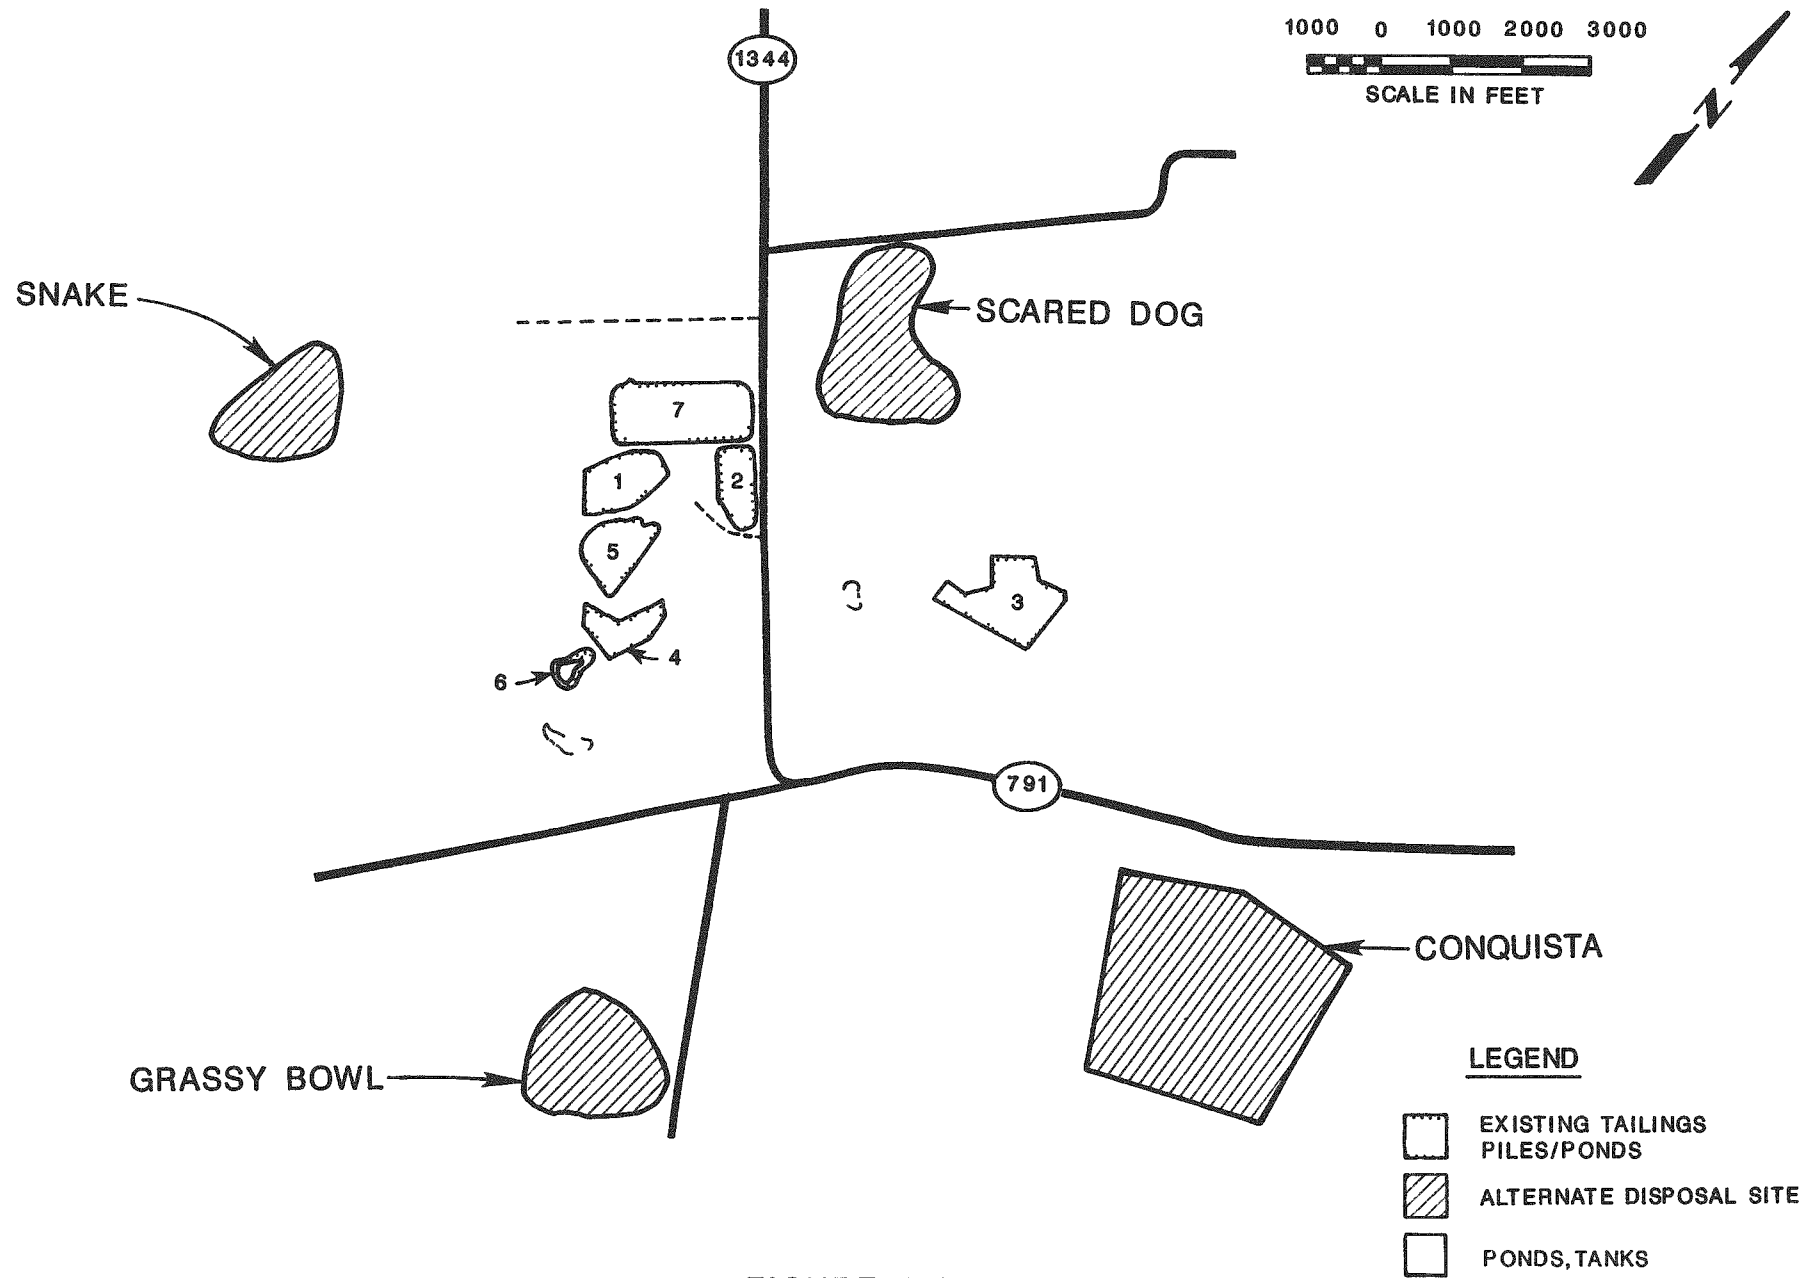 1344
1000 0 1000 2000 3000
SCALE IN FEET
N
SNAKE
SCARED DOG
7
1
2
5
3
4
6
791
CONQUISTA
GRASSY BOWL
LEGEND
EXISTING TAILINGS
PILES/PONDS
ALTERNATE DISPOSAL SITE
PONDS, TANKS